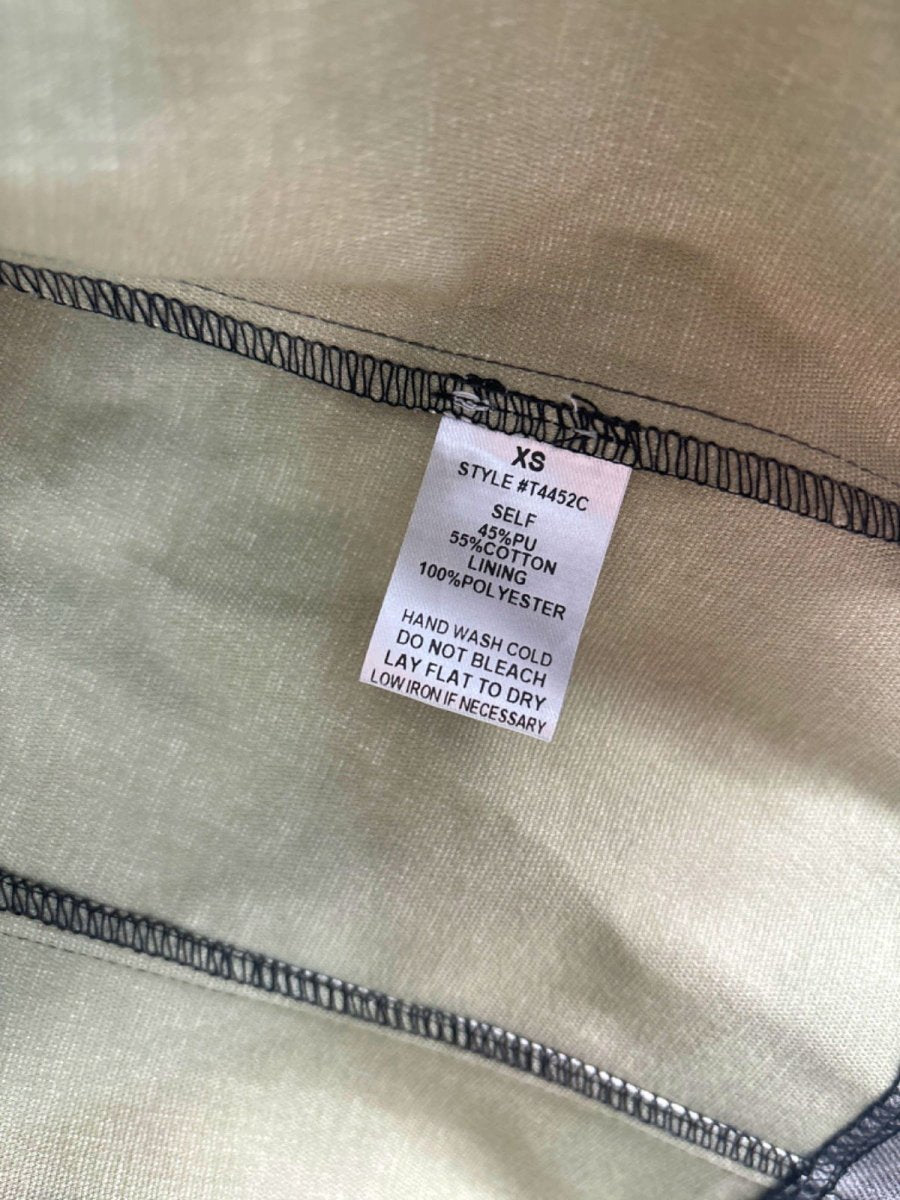 XS
STYLE #T4452C
SELF
45%PU
55%COTTON
LINING
100%POLYESTER
HAND WASH COLD
DO NOT BLEACH
LAY FLAT TO DRY
LOW IRON IF NECESSARY